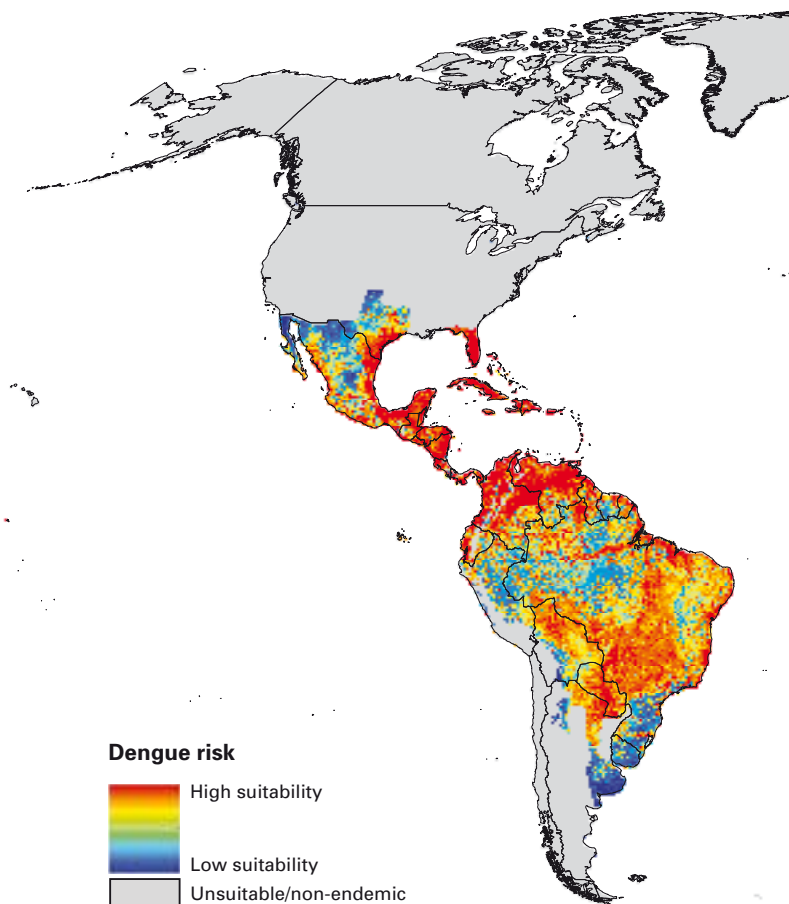 Dengue risk
High suitability
Low suitability
Unsuitable/non-endemic